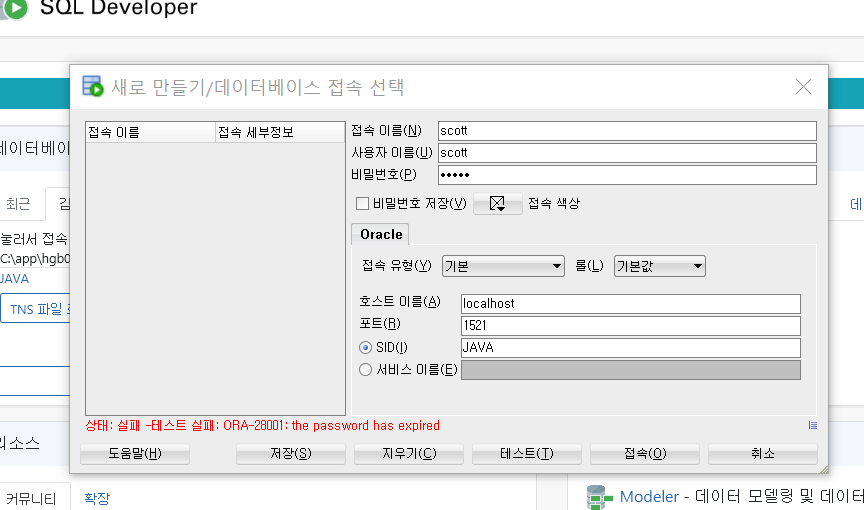 SQL Developer
새로 만들기/데이터베이스 접속 선택
접속 이름 접속 세부정보
접속 이름(N) scott
사용자 이름(U) scott
비밀번호(P) •••••
비밀번호 저장(V) 접속 색상
Oracle
접속 유형(Y) 기본 롤(L) 기본값
호스트 이름(A) localhost
포트(R) 1521
SID(I) JAVA
서비스 이름(E)
상태: 실패 -테스트 실패: ORA-28001: the password has expired
도움말(H) 저장(S) 지우기(C) 테스트(T) 접속(O) 취소
최근
눌러서 접속
C:\app\hgb0
JAVA
TNS 파일
리소스
커뮤니티 확장
Modeler - 데이터 모델링 및 데이터